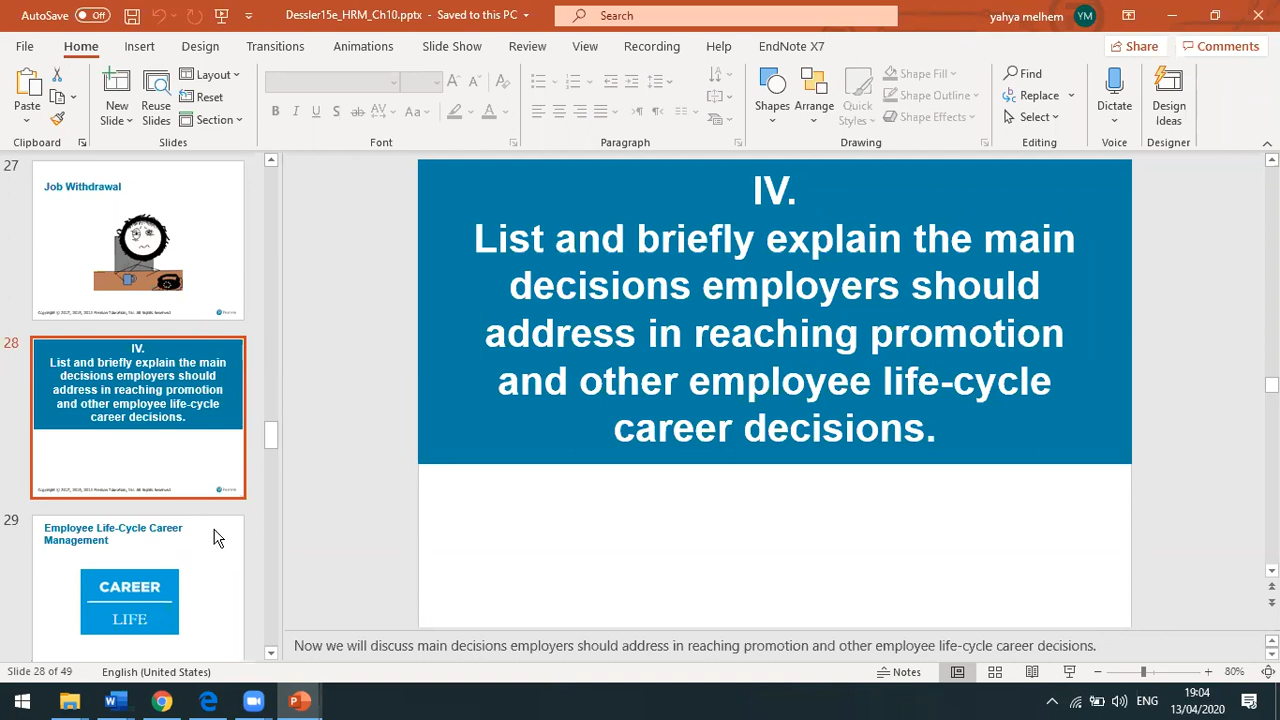 AutoSave Off Dessler15e_HRM_Ch10.pptx - Saved to this PC Search yahya melhem YM
File Home Insert Design Transitions Animations Slide Show Review View Recording Help EndNote X7 Share Comments
Paste
New Slide
Reuse Slides
Layout
Reset
Section
B I U S ab AV Aa A
Shapes
Arrange
Quick Styles
Shape Fill
Shape Outline
Shape Effects
Find
Replace
Select
Dictate
Design Ideas
Clipboard Slides Font Paragraph Drawing Editing Voice Designer
27
Job Withdrawal
28
IV.
List and briefly explain the main
decisions employers should
address in reaching promotion
and other employee life-cycle
career decisions.
29
Employee Life-Cycle Career
Management
CAREER
LIFE
IV.
List and briefly explain the main
decisions employers should
address in reaching promotion
and other employee life-cycle
career decisions.
Now we will discuss main decisions employers should address in reaching promotion and other employee life-cycle career decisions.
Slide 28 of 49 English (United States) Notes 80%
ENG 19:04
13/04/2020